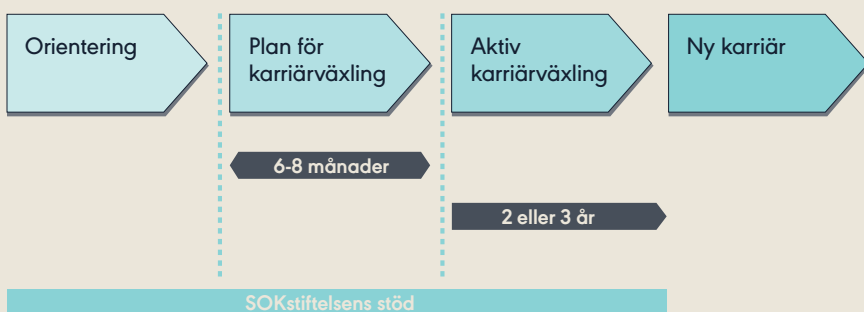 Orientering
Plan för
karriärväxling
Aktiv
karriärväxling
Ny karriär
6-8 månader
2 eller 3 år
SOKstiftelsens stöd